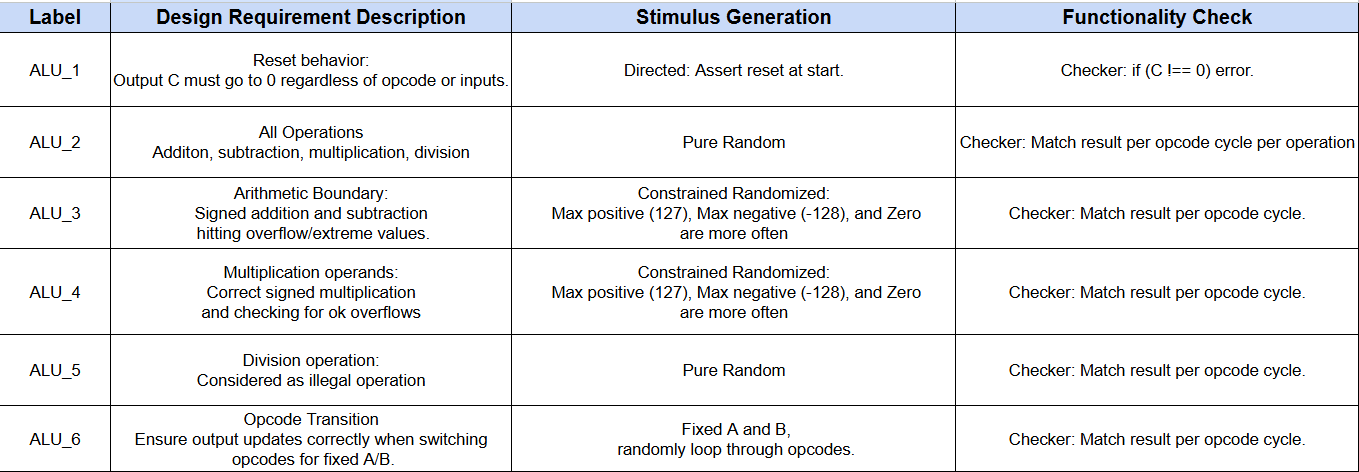 Label Design Requirement Description Stimulus Generation Functionality Check
ALU_1
Reset behavior:
Output C must go to 0 regardless of opcode or inputs.
Directed: Assert reset at start.
Checker: if (C !== 0) error.
ALU_2
All Operations
Additon, subtraction, multiplication, division
Pure Random
Checker: Match result per opcode cycle per operation
ALU_3
Arithmetic Boundary:
Signed addition and subtraction
hitting overflow/extreme values.
Constrained Randomized:
Max positive (127), Max negative (-128), and Zero
are more often
Checker: Match result per opcode cycle.
ALU_4
Multiplication operands:
Correct signed multiplication
and checking for ok overflows
Constrained Randomized:
Max positive (127), Max negative (-128), and Zero
are more often
Checker: Match result per opcode cycle.
ALU_5
Division operation:
Considered as illegal operation
Pure Random
Checker: Match result per opcode cycle.
ALU_6
Opcode Transition
Ensure output updates correctly when switching
opcodes for fixed A/B.
Fixed A and B,
randomly loop through opcodes.
Checker: Match result per opcode cycle.